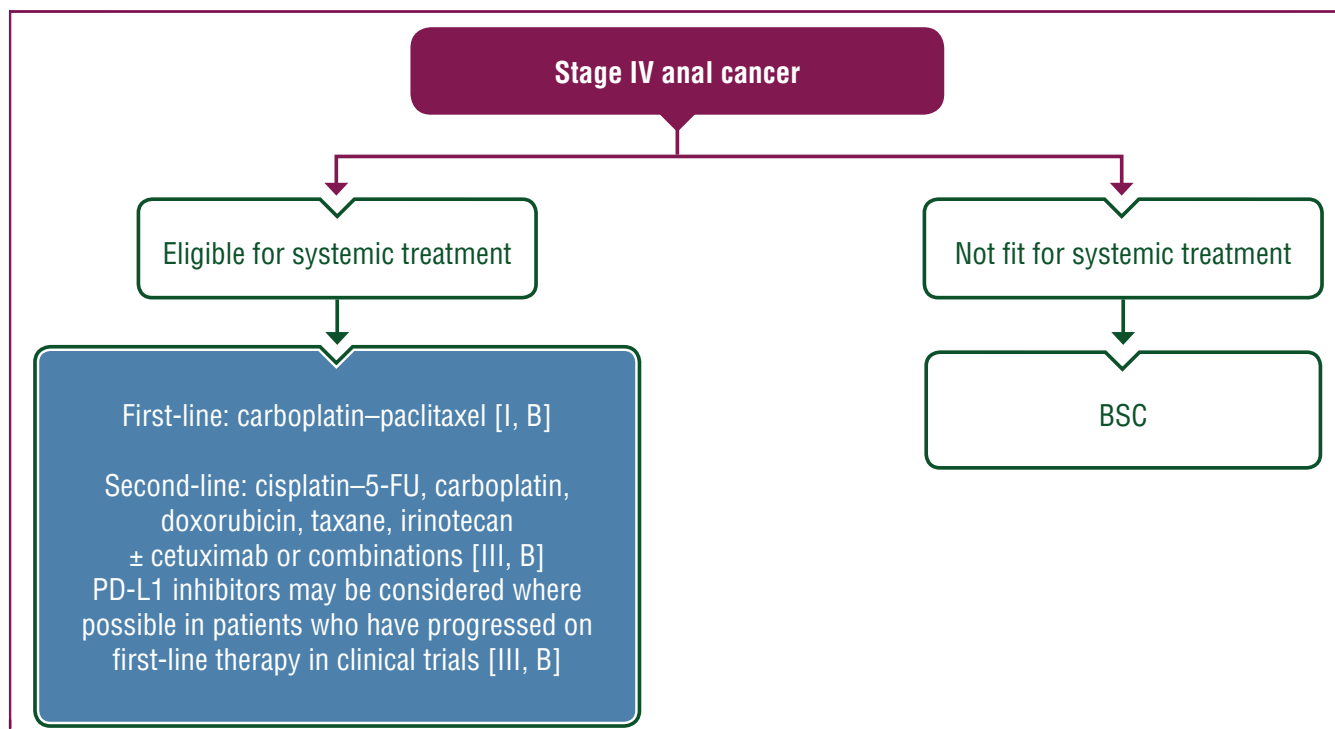 Stage IV anal cancer
Eligible for systemic treatment
Not fit for systemic treatment
First-line: carboplatin–paclitaxel [I, B]
Second-line: cisplatin–5-FU, carboplatin,
doxorubicin, taxane, irinotecan
± cetuximab or combinations [III, B]
PD-L1 inhibitors may be considered where
possible in patients who have progressed on
first-line therapy in clinical trials [III, B]
BSC